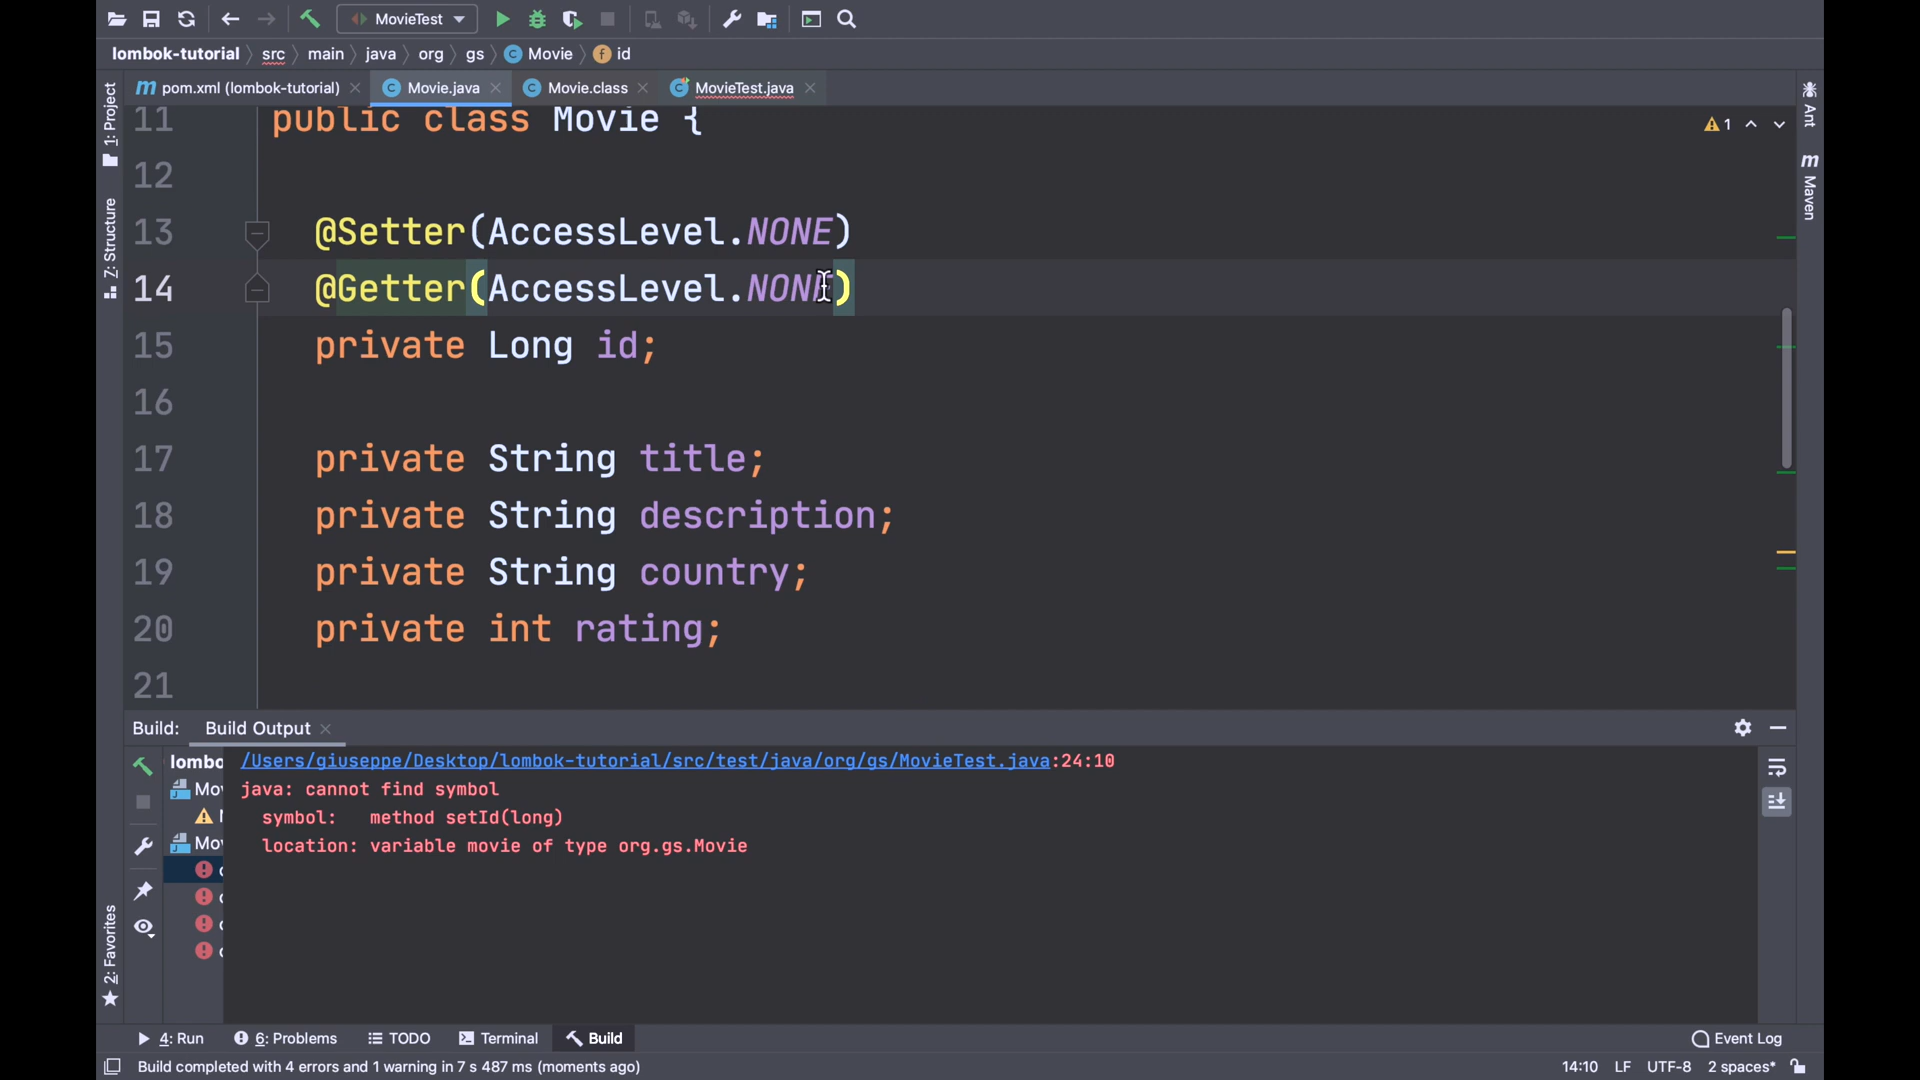 MovieTest
lombok-tutorial src main java org gs Movie id
pom.xml (lombok-tutorial) Movie.java Movie.class MovieTest.java
1: Project
Z: Structure
2: Favorites
Ant
Maven
1
11 public class Movie {
12
13 @Setter(AccessLevel.NONE)
14 @Getter(AccessLevel.NONE)
15 private Long id;
16
17 private String title;
18 private String description;
19 private String country;
20 private int rating;
21
Build: Build Output
/Users/giuseppe/Desktop/lombok-tutorial/src/test/java/org/gs/MovieTest.java:24:10
java: cannot find symbol
symbol: method setId(long)
location: variable movie of type org.gs.Movie
4: Run 6: Problems TODO Terminal Build Event Log
Build completed with 4 errors and 1 warning in 7 s 487 ms (moments ago) 14:10 LF UTF-8 2 spaces*